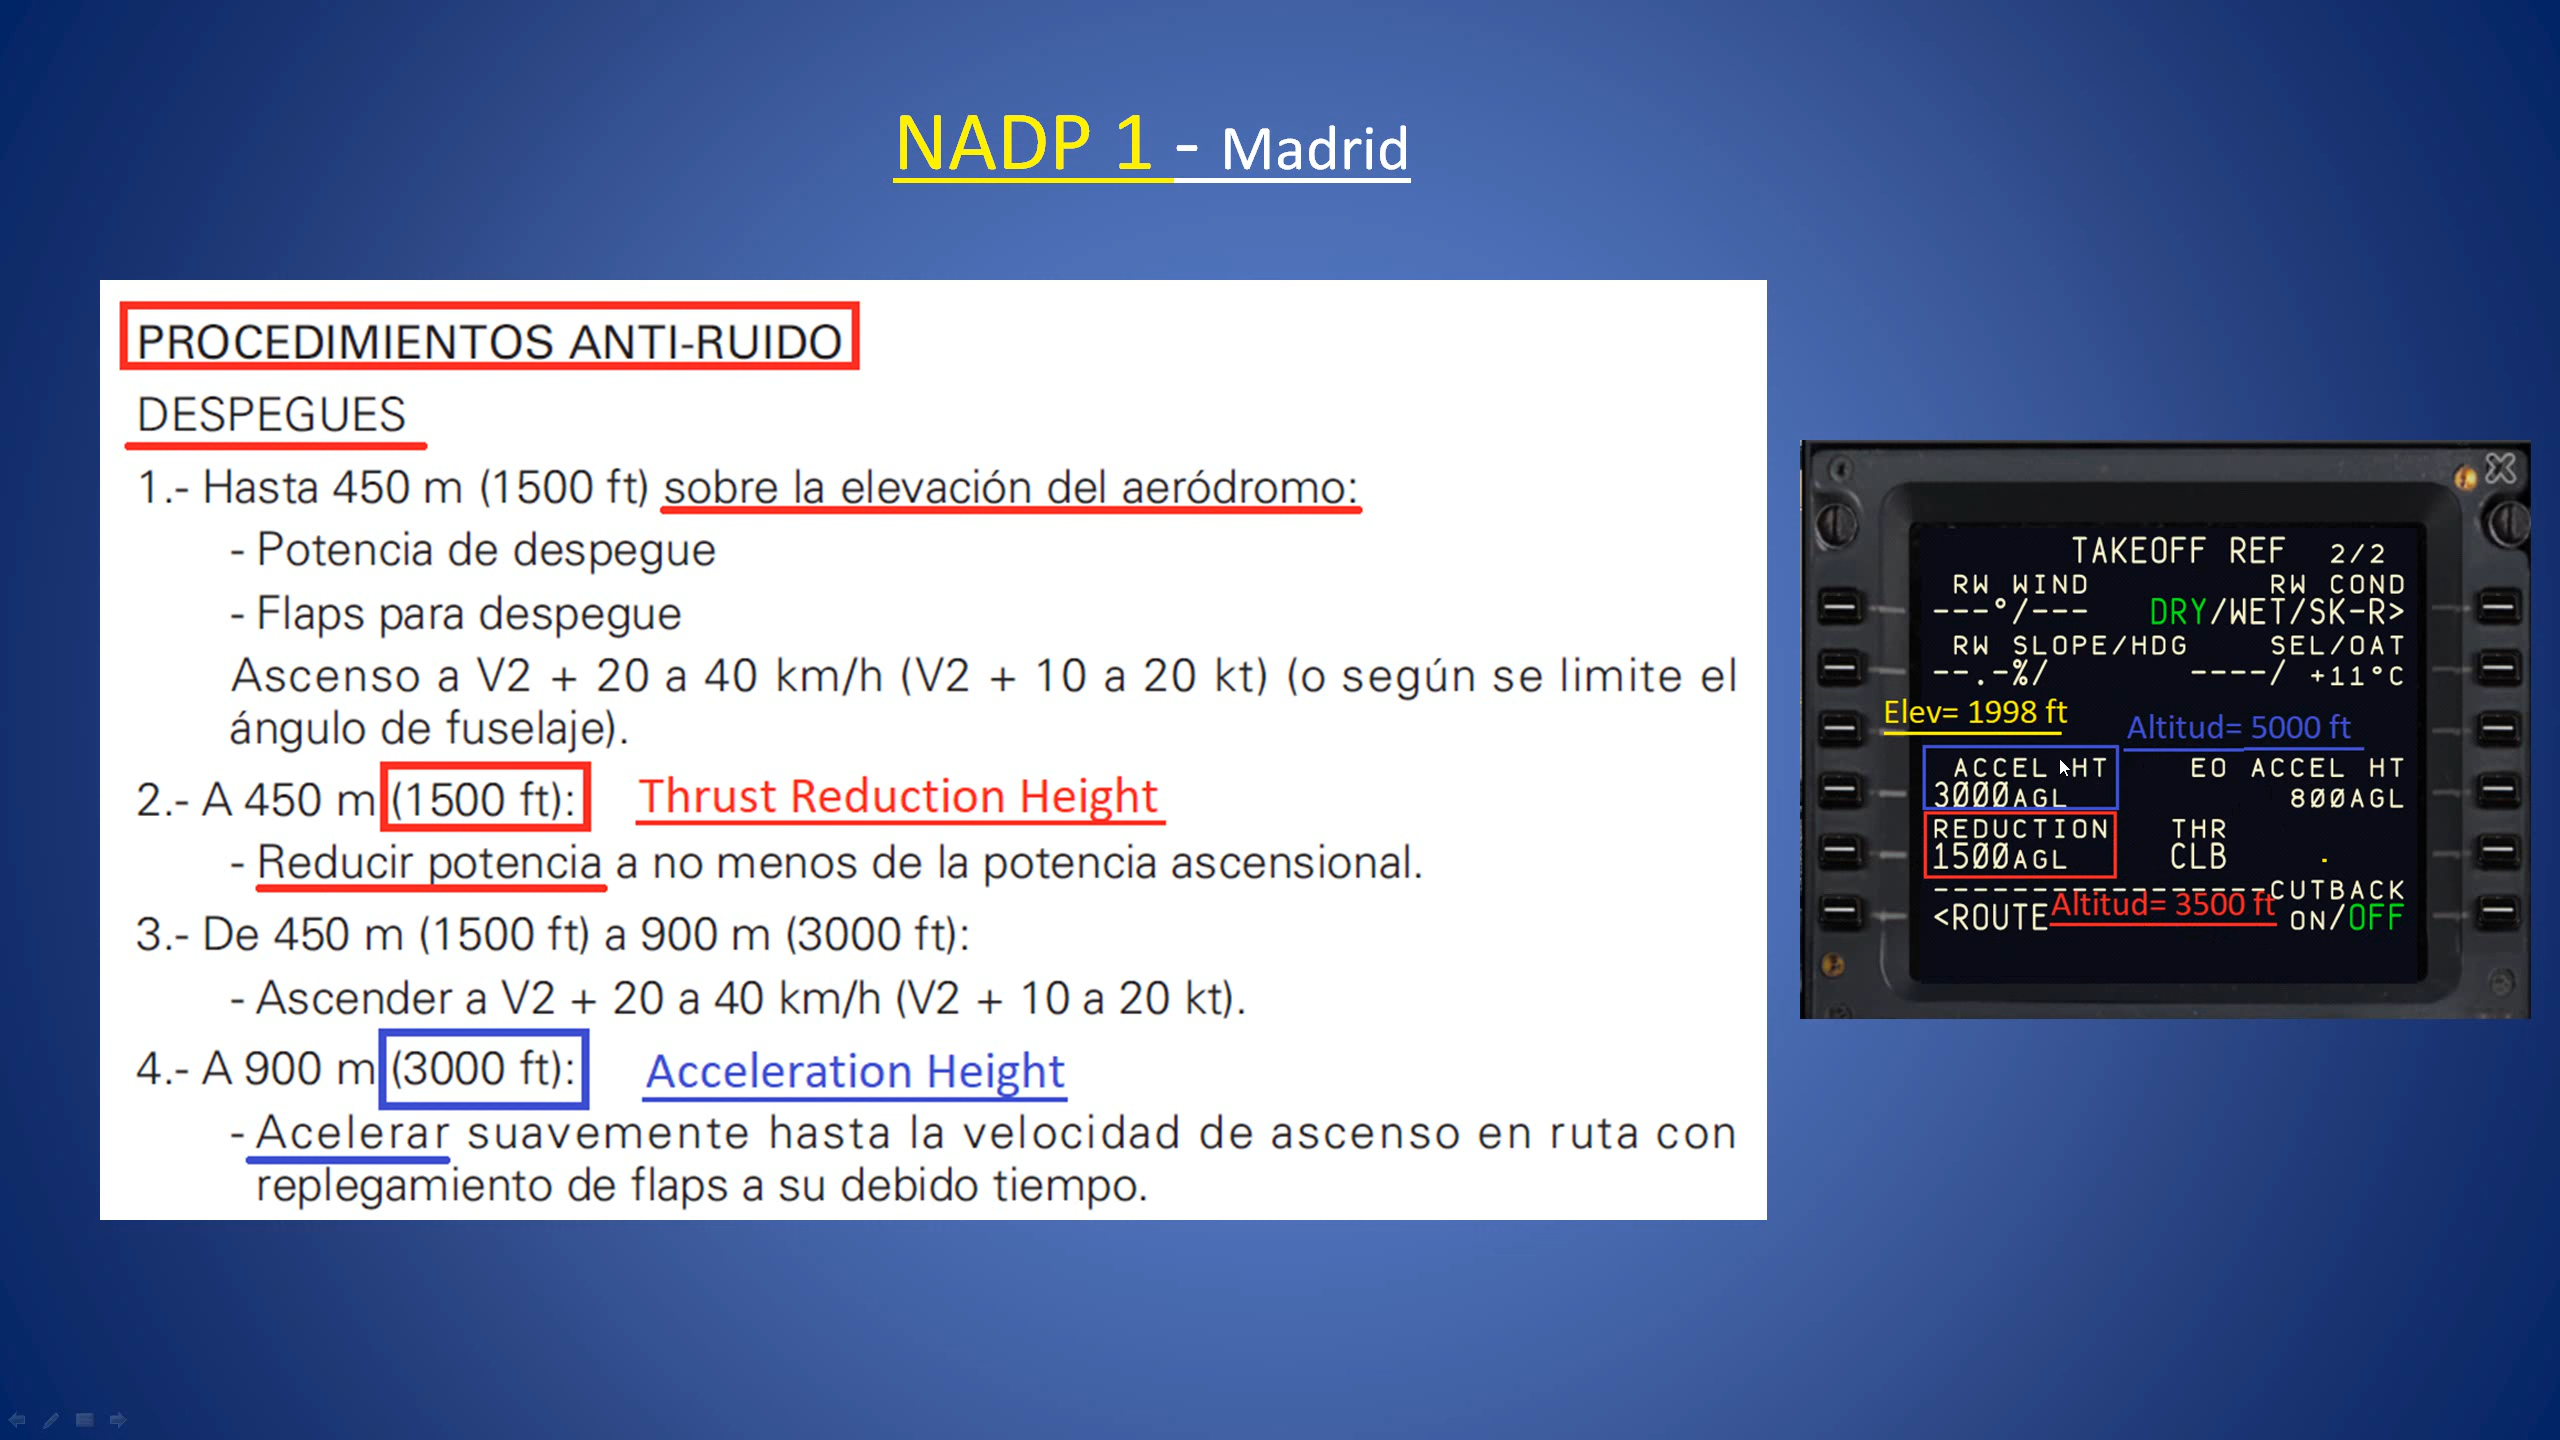 NADP 1 - Madrid
PROCEDIMIENTOS ANTI-RUIDO
DESPEGUES
1.- Hasta 450 m (1500 ft) sobre la elevación del aeródromo:
- Potencia de despegue
- Flaps para despegue
Ascenso a V2 + 20 a 40 km/h (V2 + 10 a 20 kt) (o según se limite el
ángulo de fuselaje).
2.- A 450 m (1500 ft): Thrust Reduction Height
- Reducir potencia a no menos de la potencia ascensional.
3.- De 450 m (1500 ft) a 900 m (3000 ft):
- Ascender a V2 + 20 a 40 km/h (V2 + 10 a 20 kt).
4.- A 900 m (3000 ft): Acceleration Height
- Acelerar suavemente hasta la velocidad de ascenso en ruta con
replegamiento de flaps a su debido tiempo.
TAKEOFF REF 2/2
RW WIND RW COND
---°/--- DRY/WET/SK-R>
RW SLOPE/HDG SEL/OAT
--.-%/ ----/ +11°C
Elev= 1998 ft Altitud= 5000 ft
ACCEL HT EO ACCEL HT
3000AGL 800AGL
REDUCTION THR
1500AGL CLB
-----------------CUTBACK
<ROUTE Altitud= 3500 ft ON/OFF